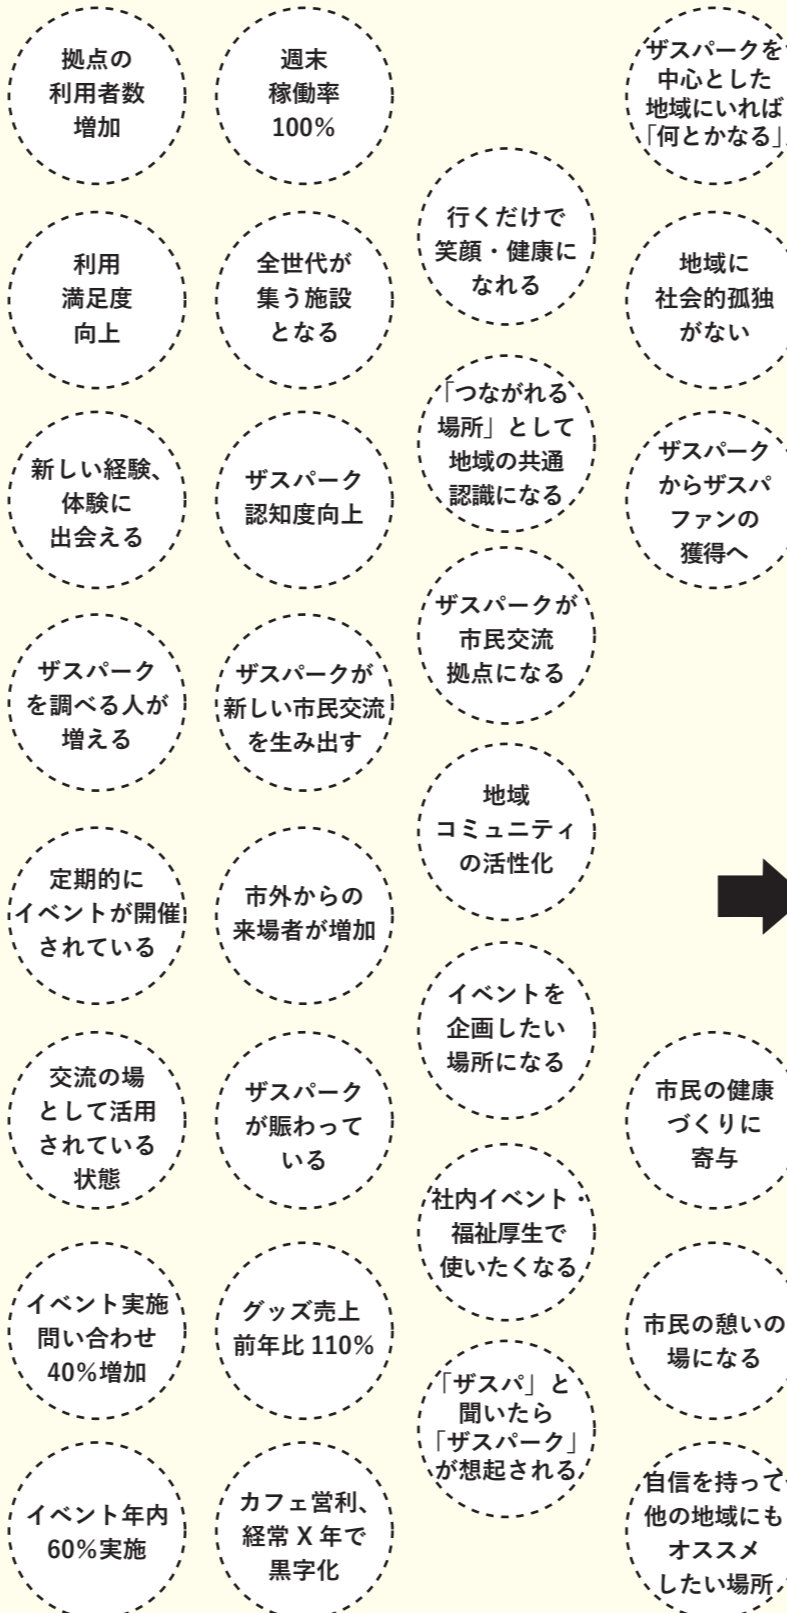 拠点の
利用者数
増加
週末
稼働率
100%
ザスパークを
中心とした
地域にいれば
「何とかなる」
行くだけで
笑顔・健康に
なれる
利用
満足度
向上
全世代が
集う施設
となる
地域に
社会的孤独
がない
「つながれる
場所」として
地域の共通
認識になる
新しい経験、
体験に
出会える
ザスパーク
認知度向上
ザスパーク
からザスパ
ファンの
獲得へ
ザスパークが
市民交流
拠点になる
ザスパーク
を調べる人が
増える
ザスパークが
新しい市民交流
を生み出す
地域
コミュニティ
の活性化
定期的に
イベントが開催
されている
市外からの
来場者が増加
イベントを
企画したい
場所になる
交流の場
として活用
されている
状態
ザスパーク
が賑わって
いる
市民の健康
づくりに
寄与
社内イベント・
福祉厚生で
使いたくなる
イベント実施
問い合わせ
40%増加
グッズ売上
前年比 110%
市民の憩いの
場になる
「ザスパ」と
聞いたら
「ザスパーク」
が想起される
イベント年内
60%実施
カフェ営利、
経常 X 年で
黒字化
自信を持って
他の地域にも
オススメ
したい場所